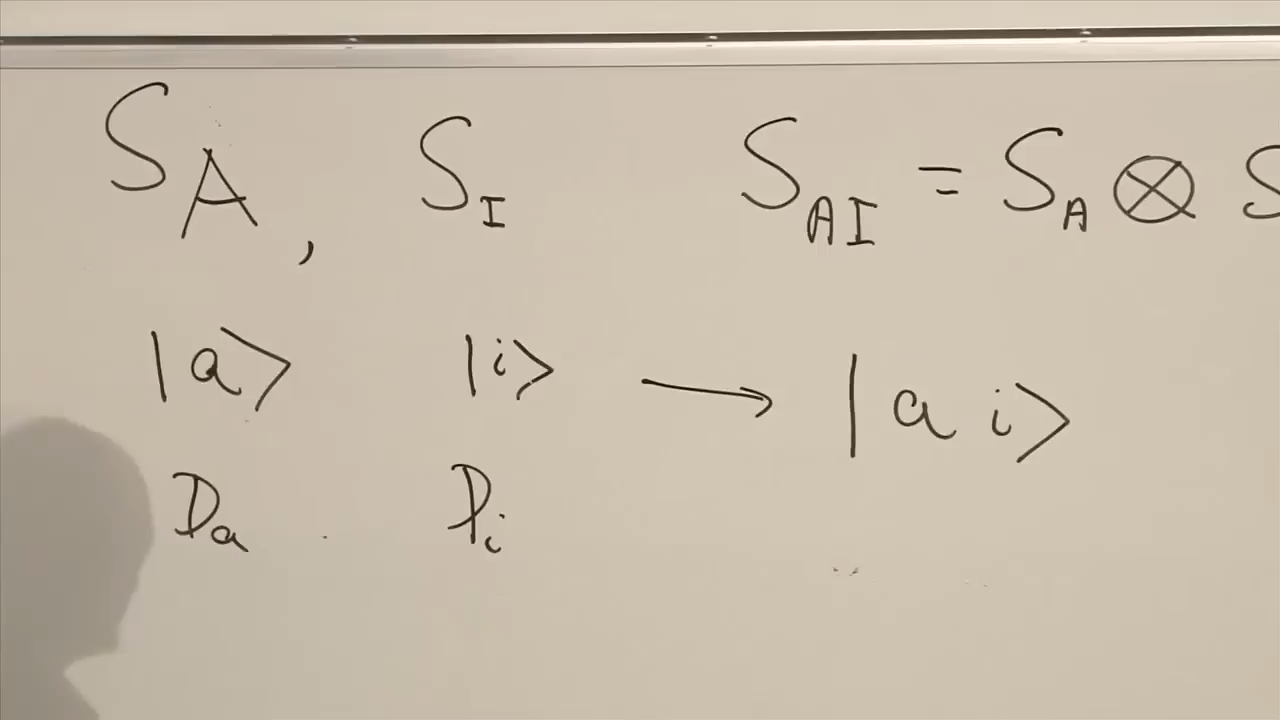 S_A, S_I S_AI = S_A ⊗ S
|a> |i> → |a i>
D_a D_i